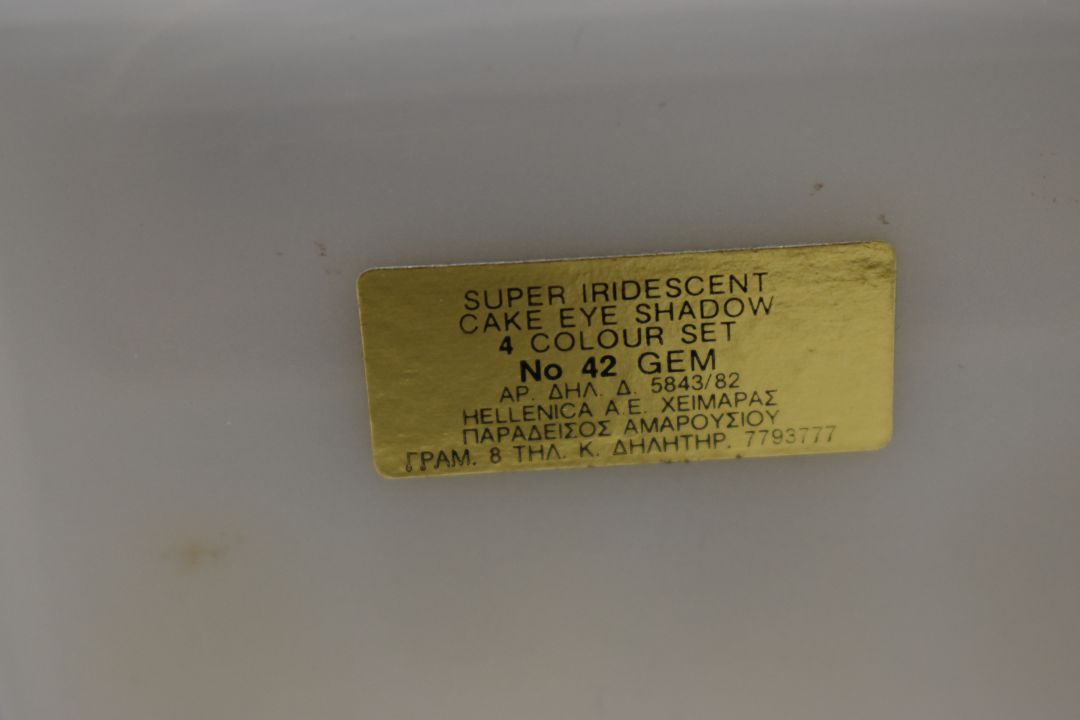 SUPER IRIDESCENT
CAKE EYE SHADOW
4 COLOUR SET
No 42 GEM
ΑΡ. ΔΗΛ. Δ. 5843/82
HELLENICA A.E. ΧΕΙΜΑΡΑΣ
ΠΑΡΑΔΕΙΣΟΣ ΑΜΑΡΟΥΣΙΟΥ
ΓΡΑΜ. 8 ΤΗΛ. Κ. ΔΗΛΗΤΗΡ. 7793777